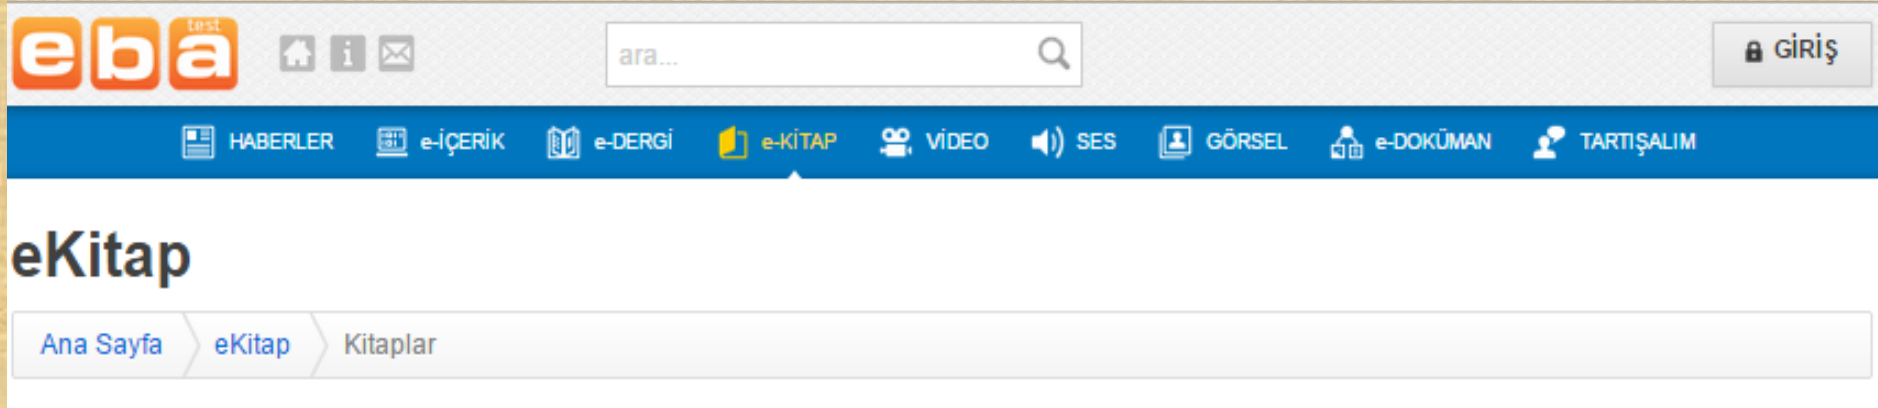 eba test
ara...
GİRİŞ
HABERLER e-İÇERİK e-DERGİ e-KİTAP VİDEO SES GÖRSEL e-DOKÜMAN TARTIŞALIM
eKitap
Ana Sayfa eKitap Kitaplar